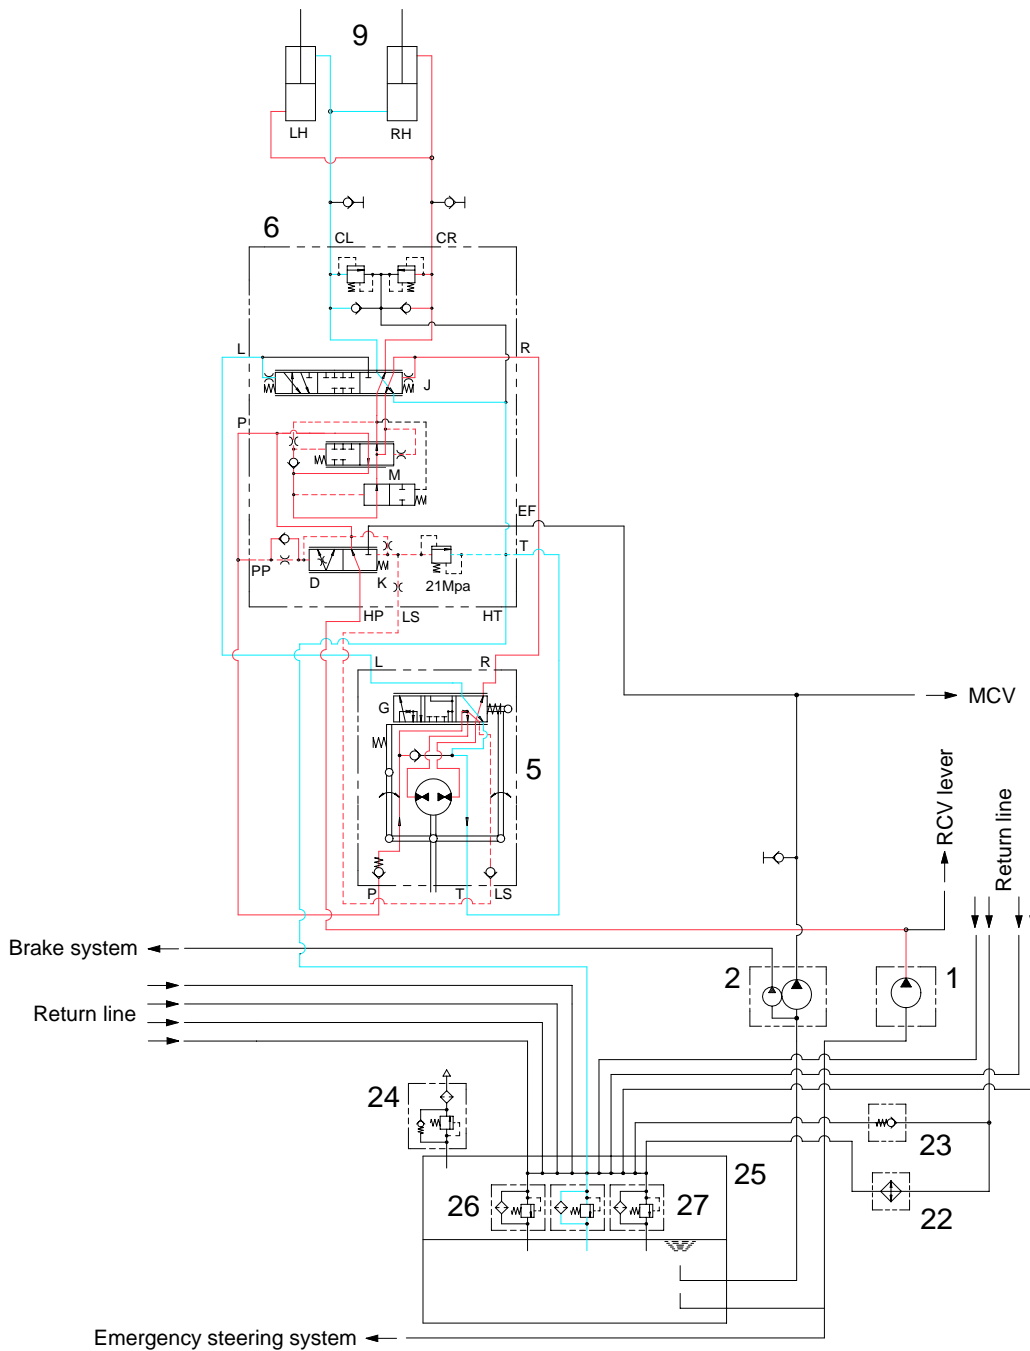 9
LH
RH
6
CL
CR
L
R
J
P
M
EF
T
PP
D
K
21Mpa
HP
LS
HT
L
R
G
5
MCV
RCV lever
Return line
P
T
LS
Brake system
2
1
Return line
24
23
25
26
27
22
Emergency steering system